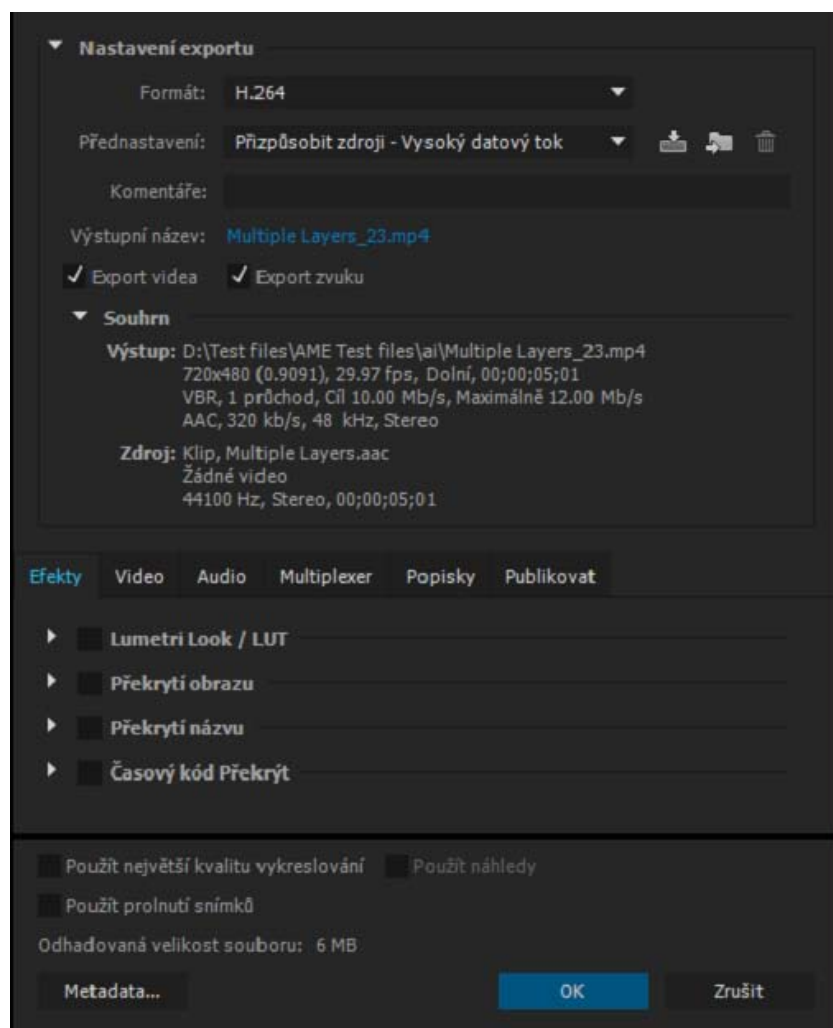 Nastavení exportu
Formát: H.264
Přednastavení: Přizpůsobit zdroji - Vysoký datový tok
Komentáře:
Výstupní název: Multiple Layers_23.mp4
Export videa Export zvuku
Souhrn
Výstup: D:\Test files\AME Test files\ai\Multiple Layers_23.mp4
720x480 (0.9091), 29.97 fps, Dolní, 00;00;05;01
VBR, 1 průchod, Cíl 10.00 Mb/s, Maximálně 12.00 Mb/s
AAC, 320 kb/s, 48 kHz, Stereo
Zdroj: Klip, Multiple Layers.aac
Žádné video
44100 Hz, Stereo, 00;00;05;01
Efekty Video Audio Multiplexer Popisky Publikovat
Lumetri Look / LUT
Překrytí obrazu
Překrytí názvu
Časový kód Překrýt
Použít největší kvalitu vykreslování Použít náhledy
Použít prolnutí snímků
Odhadovaná velikost souboru: 6 MB
Metadata... OK Zrušit